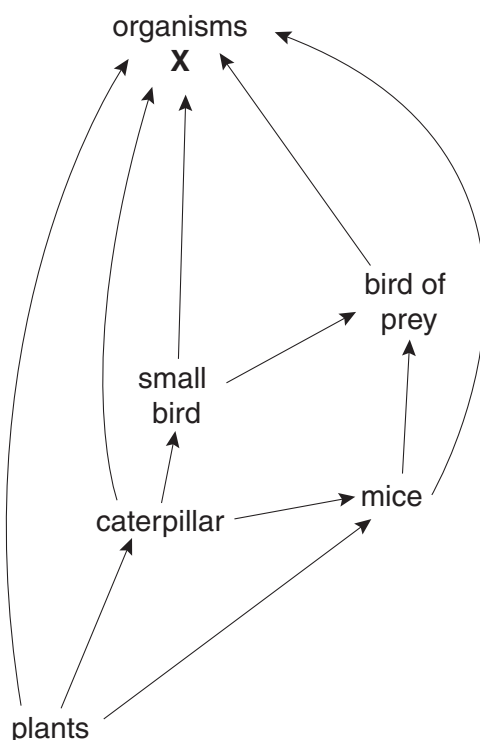 organisms
X
bird of
prey
small
bird
mice
caterpillar
plants